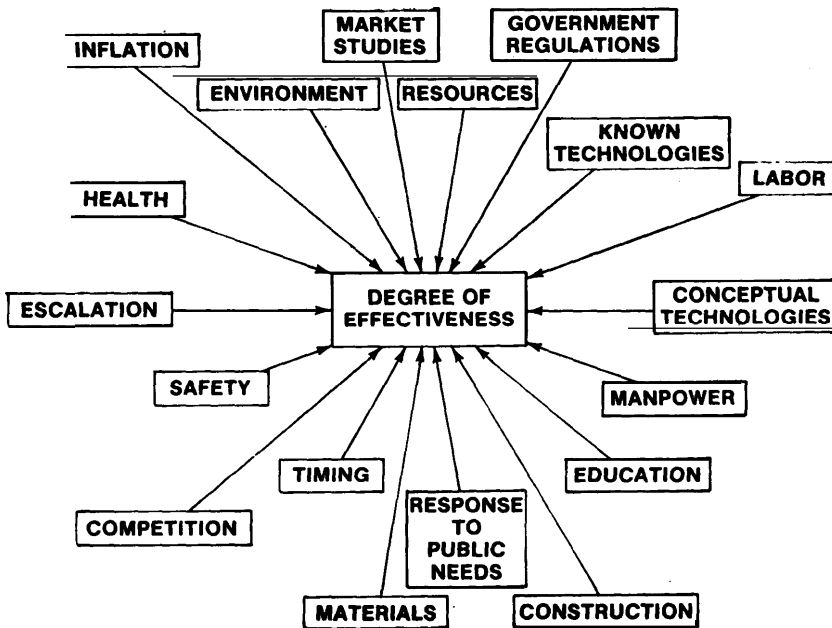 MARKET
STUDIES
GOVERNMENT
REGULATIONS
INFLATION
ENVIRONMENT
RESOURCES
KNOWN
TECHNOLOGIES
LABOR
HEALTH
DEGREE OF
EFFECTIVENESS
ESCALATION
CONCEPTUAL
TECHNOLOGIES
SAFETY
MANPOWER
TIMING
EDUCATION
COMPETITION
RESPONSE
TO
PUBLIC
NEEDS
MATERIALS
CONSTRUCTION